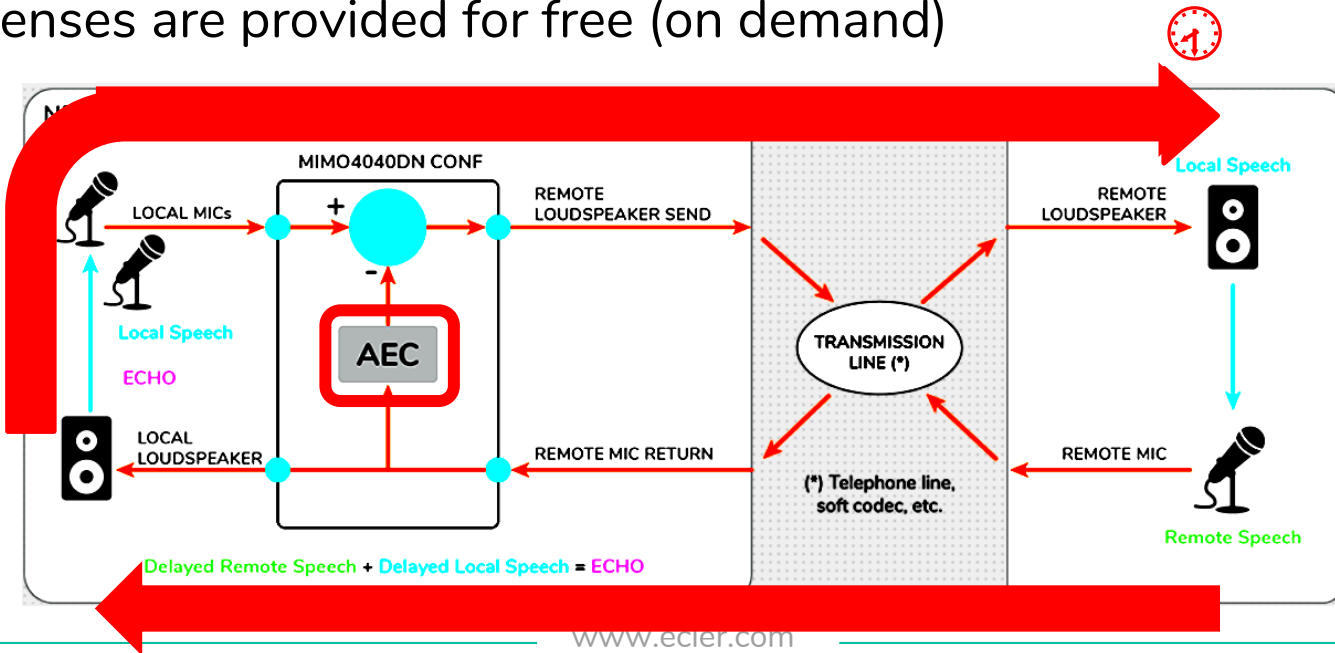 enses are provided for free (on demand)
MIMO4040DN CONF
Local Speech
LOCAL MICs
+
REMOTE
LOUDSPEAKER SEND
REMOTE
LOUDSPEAKER
-
Local Speech
AEC
TRANSMISSION
LINE (*)
ECHO
LOCAL
LOUDSPEAKER
REMOTE MIC RETURN
REMOTE MIC
(*) Telephone line,
soft codec, etc.
Remote Speech
Delayed Remote Speech + Delayed Local Speech = ECHO
www.ecler.com